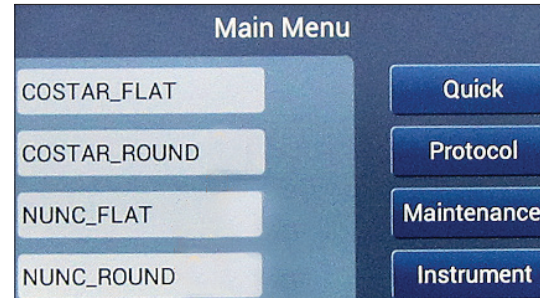 Main Menu
COSTAR_FLAT
Quick
COSTAR_ROUND
Protocol
NUNC_FLAT
Maintenance
NUNC_ROUND
Instrument